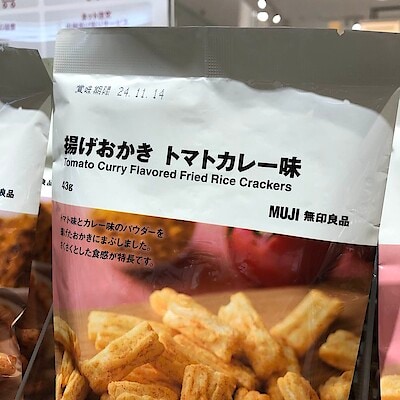 賞味期限 24.11.14
揚げおかき トマトカレー味
Tomato Curry Flavored Fried Rice Crackers
43g
MUJI 無印良品
トマト味とカレー味のパウダーを
揚げたおかきにまぶしました。
さくさくとした食感が特長です。